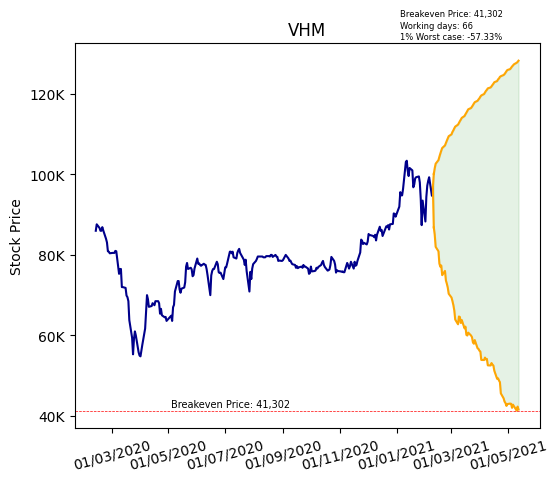 Breakeven Price: 41,302
Working days: 66
1% Worst case: -57.33%
VHM
Stock Price
120K
100K
80K
60K
40K
Breakeven Price: 41,302
01/03/2020
01/05/2020
01/07/2020
01/09/2020
01/11/2020
01/01/2021
01/03/2021
01/05/2021